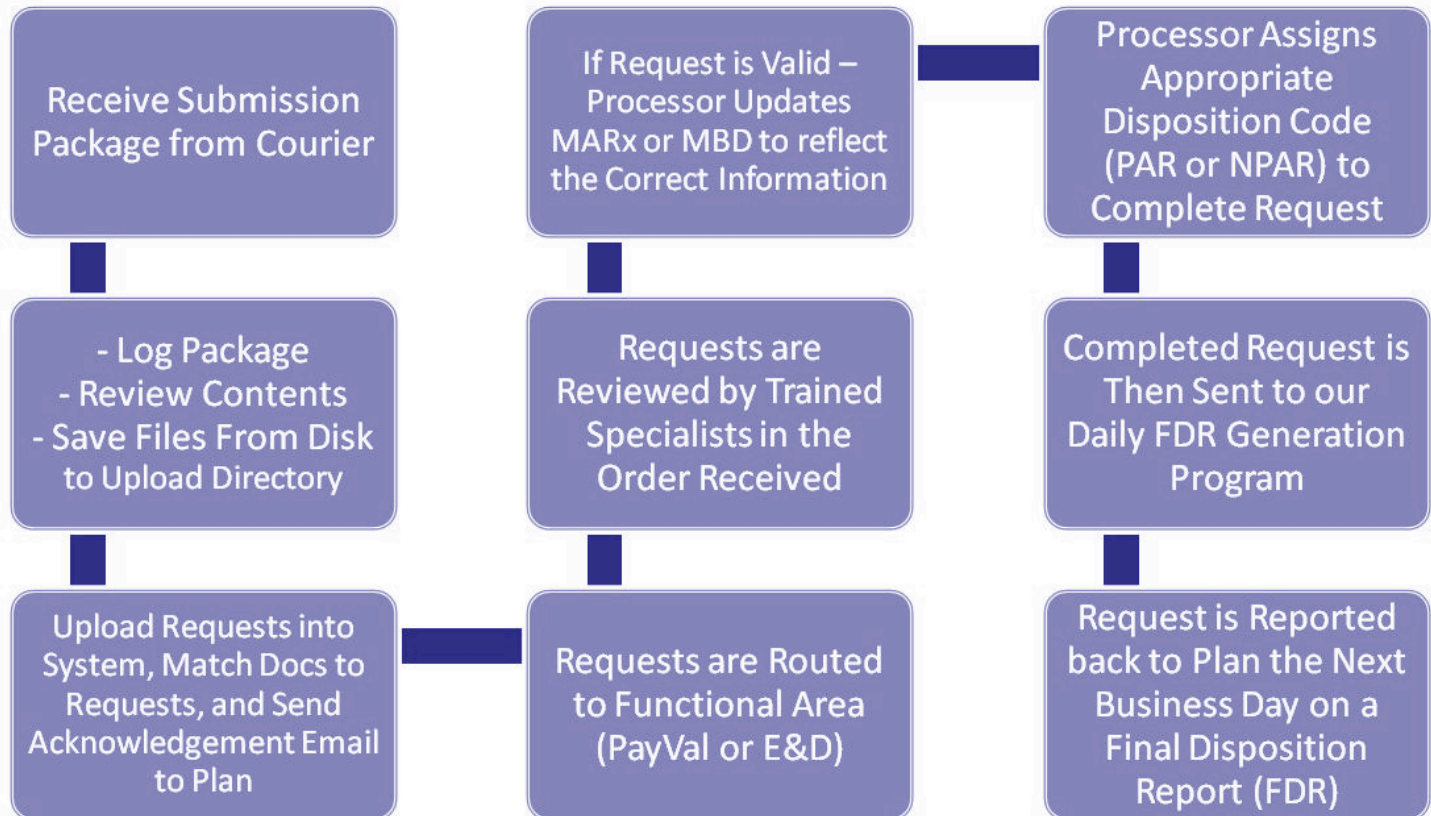 Receive Submission
Package from Courier
- Log Package
- Review Contents
- Save Files From Disk
to Upload Directory
Upload Requests into
System, Match Docs to
Requests, and Send
Acknowledgement Email
to Plan
Requests are Routed
to Functional Area
(PayVal or E&D)
Requests are
Reviewed by Trained
Specialists in the
Order Received
If Request is Valid –
Processor Updates
MARx or MBD to reflect
the Correct Information
Processor Assigns
Appropriate
Disposition Code
(PAR or NPAR) to
Complete Request
Completed Request is
Then Sent to our
Daily FDR Generation
Program
Request is Reported
back to Plan the Next
Business Day on a
Final Disposition
Report (FDR)